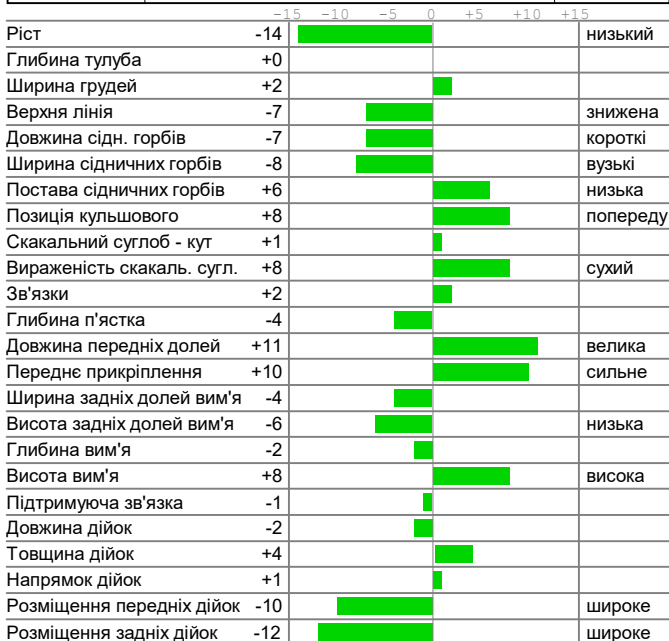 -15 -10 -5 0 +5 +10 +15
Ріст -14 низький
Глибина тулуба +0
Ширина грудей +2
Верхня лінія -7 знижена
Довжина сідн. горбів -7 короткі
Ширина сідничних горбів -8 вузькі
Постава сідничних горбів +6 низька
Позиція кульшового +8 попереду
Скакальний суглоб - кут +1
Вираженість скакаль. сугл. +8 сухий
Зв'язки +2
Глибина п'ястка -4
Довжина передніх долей +11 велика
Переднє прикріплення +10 сильне
Ширина задніх долей вим'я -4
Висота задніх долей вим'я -6 низька
Глибина вим'я -2
Висота вим'я +8 висока
Підтримуюча зв'язка -1
Довжина дійок -2
Товщина дійок +4
Напрямок дійок +1
Розміщення передніх дійок -10 широке
Розміщення задніх дійок -12 широке